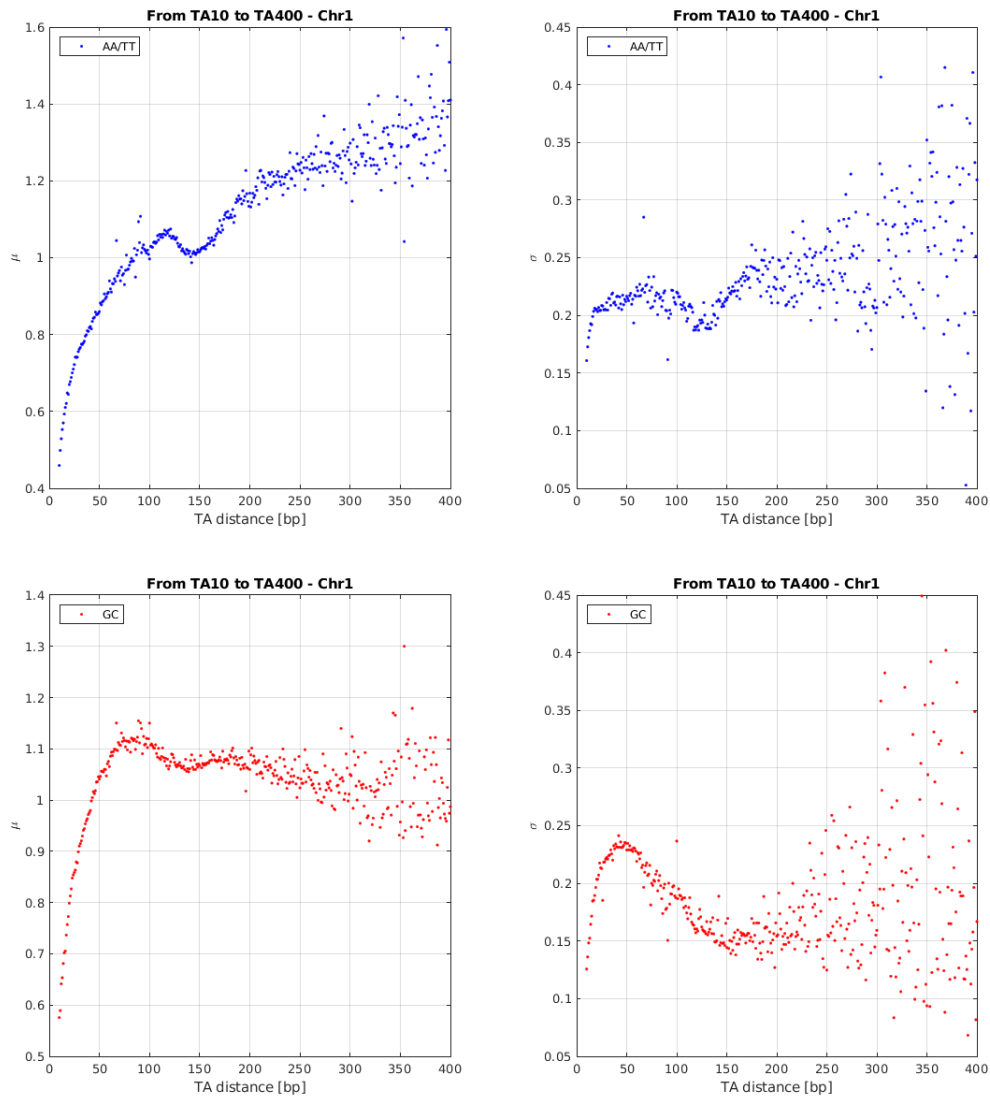 From TA10 to TA400 - Chr1
AA/TT
1.6
1.4
1.2
1
0.8
0.6
0.4
μ
0 50 100 150 200 250 300 350 400
TA distance [bp]
From TA10 to TA400 - Chr1
AA/TT
0.45
0.4
0.35
0.3
0.25
0.2
0.15
0.1
0.05
σ
0 50 100 150 200 250 300 350 400
TA distance [bp]
From TA10 to TA400 - Chr1
GC
1.4
1.3
1.2
1.1
1
0.9
0.8
0.7
0.6
0.5
μ
0 50 100 150 200 250 300 350 400
TA distance [bp]
From TA10 to TA400 - Chr1
GC
0.45
0.4
0.35
0.3
0.25
0.2
0.15
0.1
0.05
σ
0 50 100 150 200 250 300 350 400
TA distance [bp]